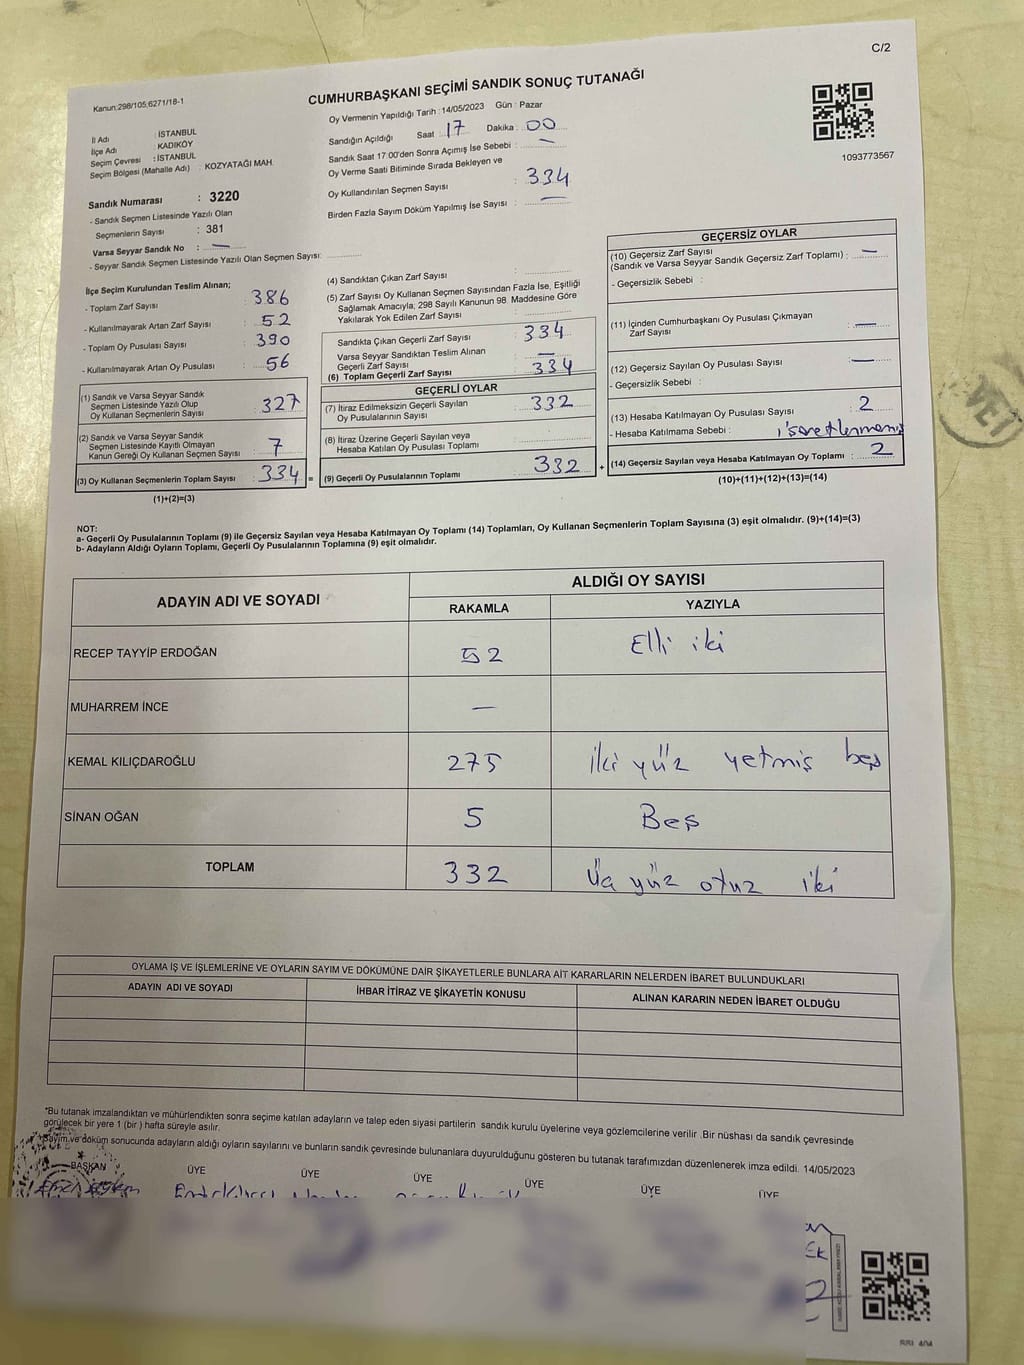 C/2
Kanun:298/105,6271/18-1
CUMHURBAŞKANI SEÇİMİ SANDIK SONUÇ TUTANAĞI
1093773567
İl Adı : İSTANBUL
İlçe Adı : KADIKÖY
Seçim Çevresi : İSTANBUL
Seçim Bölgesi (Mahalle Adı) : KOZYATAĞI MAH.
Sandık Numarası : 3220
- Sandık Seçmen Listesinde Yazılı Olan
Seçmenlerin Sayısı : 381
Varsa Seyyar Sandık No : —
- Seyyar Sandık Seçmen Listesinde Yazılı Olan Seçmen Sayısı:
Oy Vermenin Yapıldığı Tarih : 14/05/2023 Gün : Pazar
Sandığın Açıldığı Saat : 17 Dakika : 00
Sandık Saat 17:00'den Sonra Açımış İse Sebebi : —
Oy Verme Saati Bitiminde Sırada Bekleyen ve
Oy Kullandırılan Seçmen Sayısı : 334
Birden Fazla Sayım Döküm Yapılmış İse Sayısı : —
İlçe Seçim Kurulundan Teslim Alınan;
- Toplam Zarf Sayısı : 386
- Kullanılmayarak Artan Zarf Sayısı : 52
- Toplam Oy Pusulası Sayısı : 390
- Kullanılmayarak Artan Oy Pusulası : 56
(1) Sandık ve Varsa Seyyar Sandık
Seçmen Listesinde Yazılı Olup
Oy Kullanan Seçmenlerin Sayısı : 327
(2) Sandık ve Varsa Seyyar Sandık
Seçmen Listesinde Kayıtlı Olmayan
Kanun Gereği Oy Kullanan Seçmen Sayısı : 7
(3) Oy Kullanan Seçmenlerin Toplam Sayısı : 334 =
(1)+(2)=(3)
(4) Sandıktan Çıkan Zarf Sayısı :
(5) Zarf Sayısı Oy Kullanan Seçmen Sayısından Fazla İse, Eşitliği
Sağlamak Amacıyla; 298 Sayılı Kanunun 98. Maddesine Göre
Yakılarak Yok Edilen Zarf Sayısı :
Sandıkta Çıkan Geçerli Zarf Sayısı : 334
Varsa Seyyar Sandıktan Teslim Alınan
Geçerli Zarf Sayısı : —
(6) Toplam Geçerli Zarf Sayısı : 334
GEÇERLİ OYLAR
(7) İtiraz Edilmeksizin Geçerli Sayılan
Oy Pusulalarının Sayısı : 332
(8) İtiraz Üzerine Geçerli Sayılan veya
Hesaba Katılan Oy Pusulası Toplamı :
(9) Geçerli Oy Pusulalarının Toplamı : 332 +
GEÇERSİZ OYLAR
(10) Geçersiz Zarf Sayısı
(Sandık ve Varsa Seyyar Sandık Geçersiz Zarf Toplamı) : —
- Geçersizlik Sebebi :
(11) İçinden Cumhurbaşkanı Oy Pusulası Çıkmayan
Zarf Sayısı : —
(12) Geçersiz Sayılan Oy Pusulası Sayısı : —
- Geçersizlik Sebebi :
(13) Hesaba Katılmayan Oy Pusulası Sayısı : 2
- Hesaba Katılmama Sebebi : işaretlenmemiş
(14) Geçersiz Sayılan veya Hesaba Katılmayan Oy Toplamı : 2
(10)+(11)+(12)+(13)=(14)
NOT:
a- Geçerli Oy Pusulalarının Toplamı (9) ile Geçersiz Sayılan veya Hesaba Katılmayan Oy Toplamı (14) Toplamları, Oy Kullanan Seçmenlerin Toplam Sayısına (3) eşit olmalıdır. (9)+(14)=(3)
b- Adayların Aldığı Oyların Toplamı, Geçerli Oy Pusulalarının Toplamına (9) eşit olmalıdır.
ADAYIN ADI VE SOYADI
ALDIĞI OY SAYISI
RAKAMLA YAZIYLA
RECEP TAYYİP ERDOĞAN 52 Elli iki
MUHARREM İNCE —
KEMAL KILIÇDAROĞLU 275 iki yüz yetmiş beş
SİNAN OĞAN 5 Beş
TOPLAM 332 üç yüz otuz iki
OYLAMA İŞ VE İŞLEMLERİNE VE OYLARIN SAYIM VE DÖKÜMÜNE DAİR ŞİKAYETLERLE BUNLARA AİT KARARLARIN NELERDEN İBARET BULUNDUKLARI
ADAYIN ADI VE SOYADI İHBAR İTİRAZ VE ŞİKAYETİN KONUSU ALINAN KARARIN NEDEN İBARET OLDUĞU
*Bu tutanak imzalandıktan ve mühürlendikten sonra seçime katılan adayların ve talep eden siyasi partilerin sandık kurulu üyelerine veya gözlemcilerine verilir .Bir nüshası da sandık çevresinde
görülecek bir yere 1 (bir ) hafta süreyle asılır.
*Sayım ve döküm sonucunda adayların aldığı oyların sayılarını ve bunların sandık çevresinde bulunanlara duyurulduğunu gösteren bu tutanak tarafımızdan düzenlenerek imza edildi. 14/05/2023
BAŞKAN ÜYE ÜYE ÜYE ÜYE ÜYE ÜYE